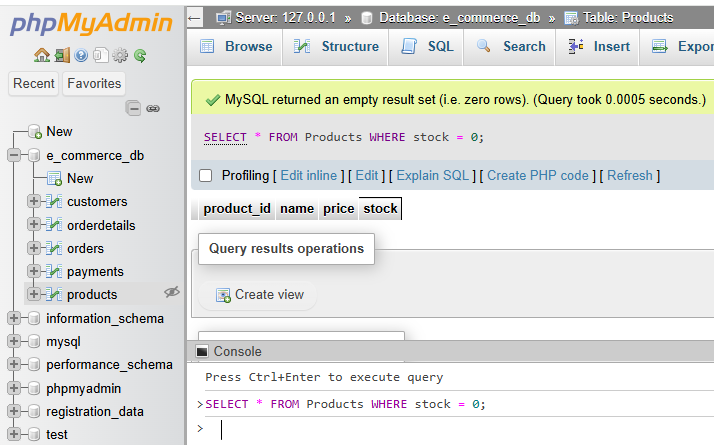 phpMyAdmin
Recent Favorites
New
e_commerce_db
New
customers
orderdetails
orders
payments
products
information_schema
mysql
performance_schema
phpmyadmin
registration_data
test
Server: 127.0.0.1 » Database: e_commerce_db » Table: Products
Browse Structure SQL Search Insert Expor
MySQL returned an empty result set (i.e. zero rows). (Query took 0.0005 seconds.)
SELECT * FROM Products WHERE stock = 0;
Profiling [ Edit inline ] [ Edit ] [ Explain SQL ] [ Create PHP code ] [ Refresh ]
product_id name price stock
Query results operations
Create view
Console
Press Ctrl+Enter to execute query
>SELECT * FROM Products WHERE stock = 0;
>